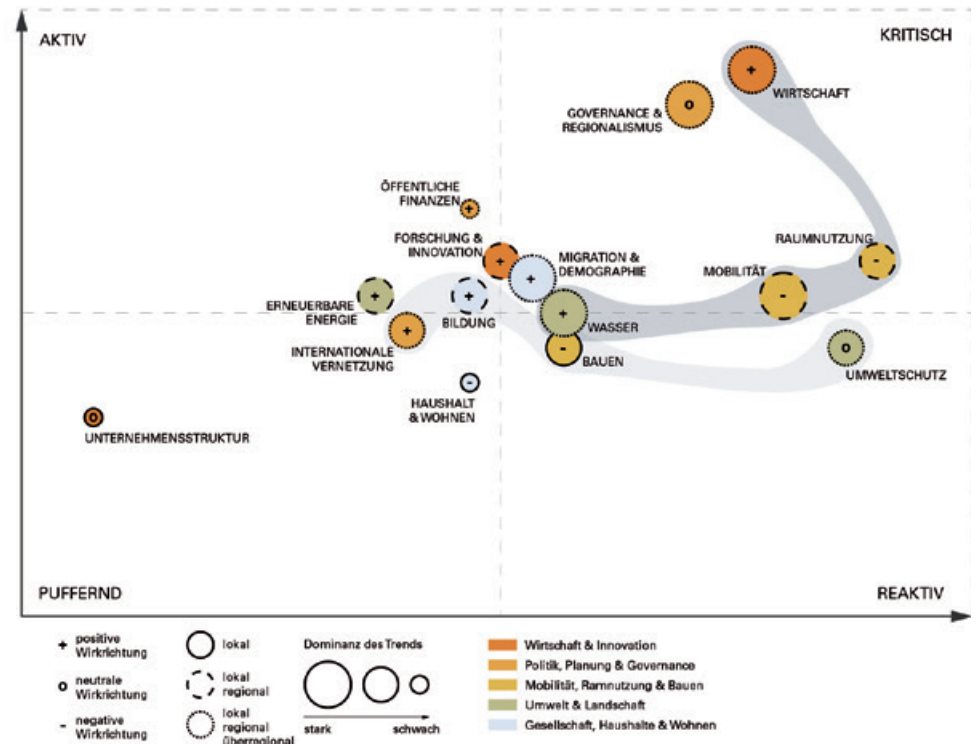 AKTIV
KRITISCH
WIRTSCHAFT
GOVERNANCE &
REGIONALISMUS
ÖFFENTLICHE
FINANZEN
FORSCHUNG &
INNOVATION
MIGRATION &
DEMOGRAPHIE
RAUMNUTZUNG
MOBILITÄT
ERNEUERBARE
ENERGIE
BILDUNG
WASSER
INTERNATIONALE
VERNETZUNG
BAUEN
UMWELTSCHUTZ
HAUSHALT
& WOHNEN
UNTERNEHMENSSTRUKTUR
PUFFERND
REAKTIV
+ positive
Wirkrichtung
o neutrale
Wirkrichtung
- negative
Wirkrichtung
lokal
lokal
regional
lokal
regional
überregional
Dominanz des Trends
stark schwach
Wirtschaft & Innovation
Politik, Planung & Governance
Mobilität, Ramnutzung & Bauen
Umwelt & Landschaft
Gesellschaft, Haushalte & Wohnen